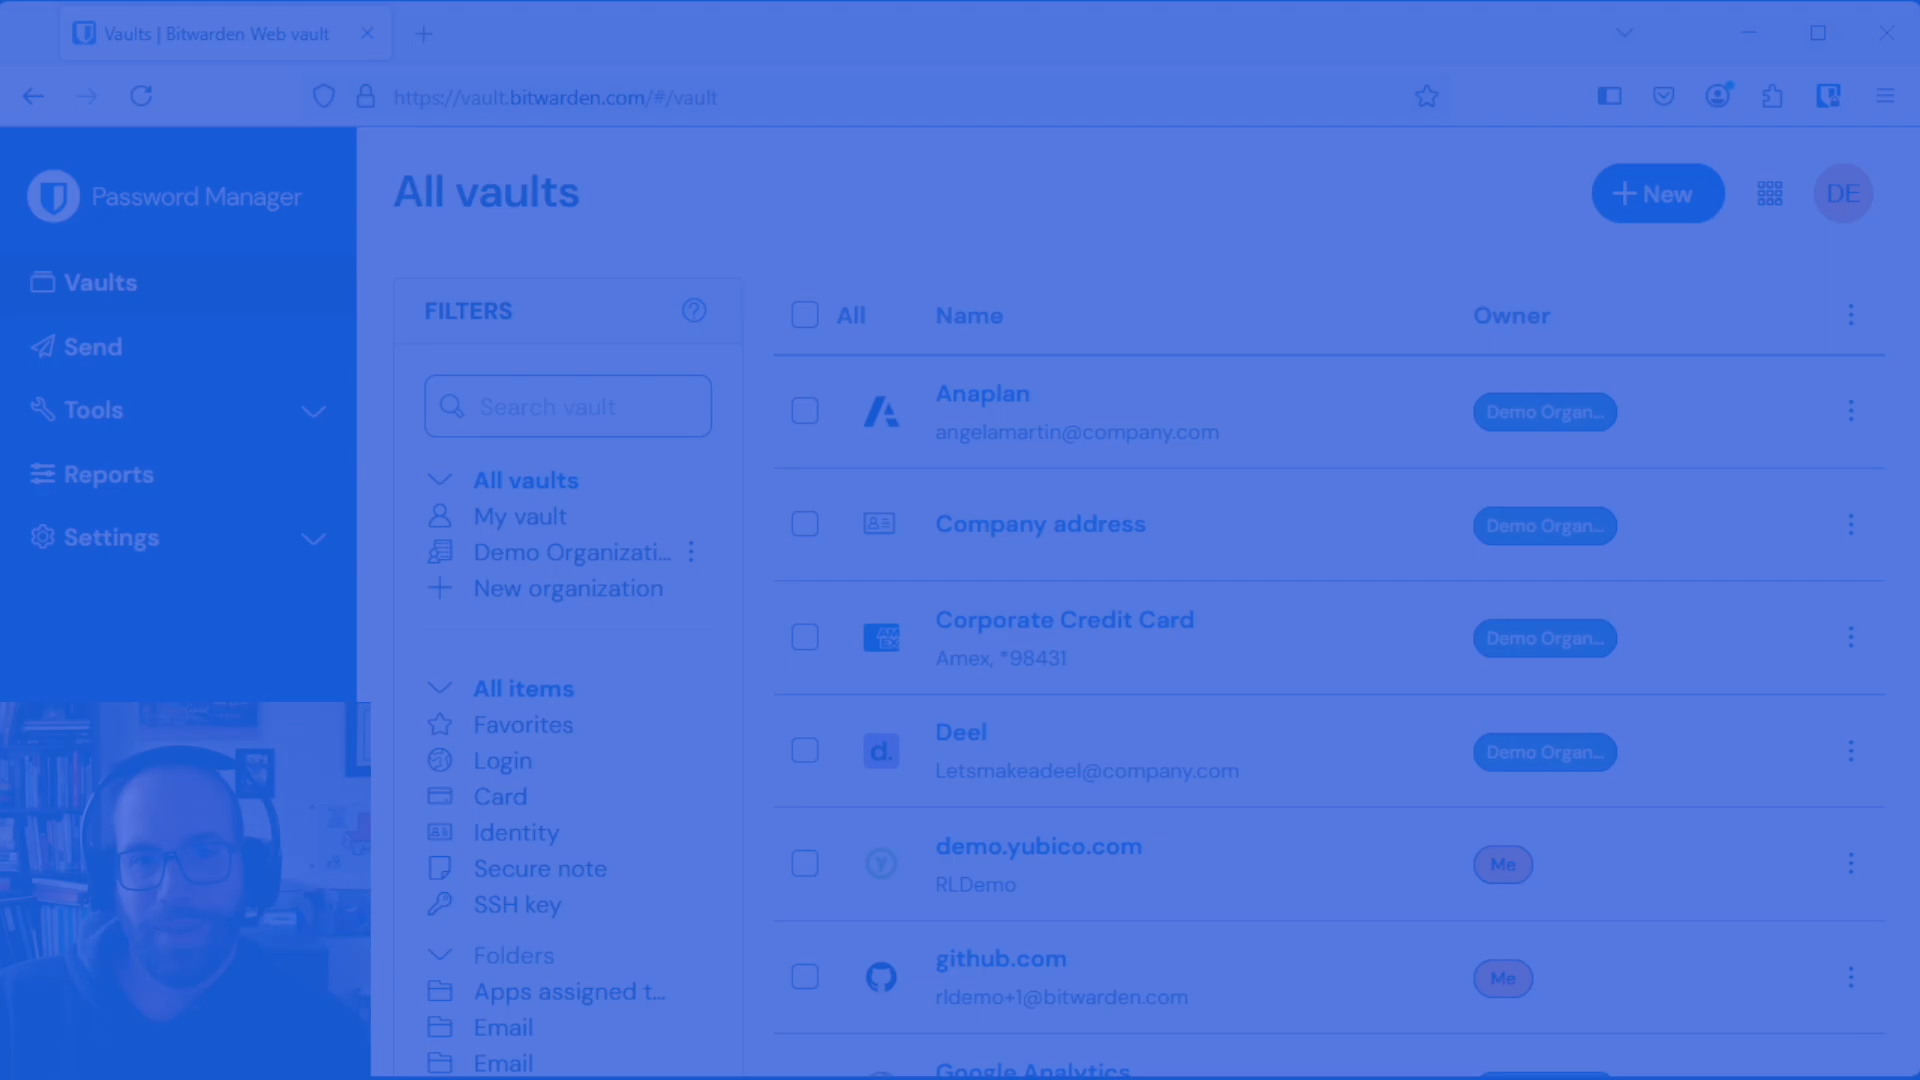 Vaults | Bitwarden Web vault
https://vault.bitwarden.com/#/vault
Password Manager
Vaults
Send
Tools
Reports
Settings
All vaults
New
DE
FILTERS
Search vault
All vaults
My vault
Demo Organizati...
New organization
All items
Favorites
Login
Card
Identity
Secure note
SSH key
Folders
Apps assigned t...
Email
Email
All Name Owner
Anaplan
angelamartin@company.com
Demo Organ...
Company address
Demo Organ...
AM
EX
Corporate Credit Card
Amex, *98431
Demo Organ...
d.
Deel
Letsmakeadeel@company.com
Demo Organ...
demo.yubico.com
RLDemo
Me
github.com
rldemo+1@bitwarden.com
Me
Google Analytics